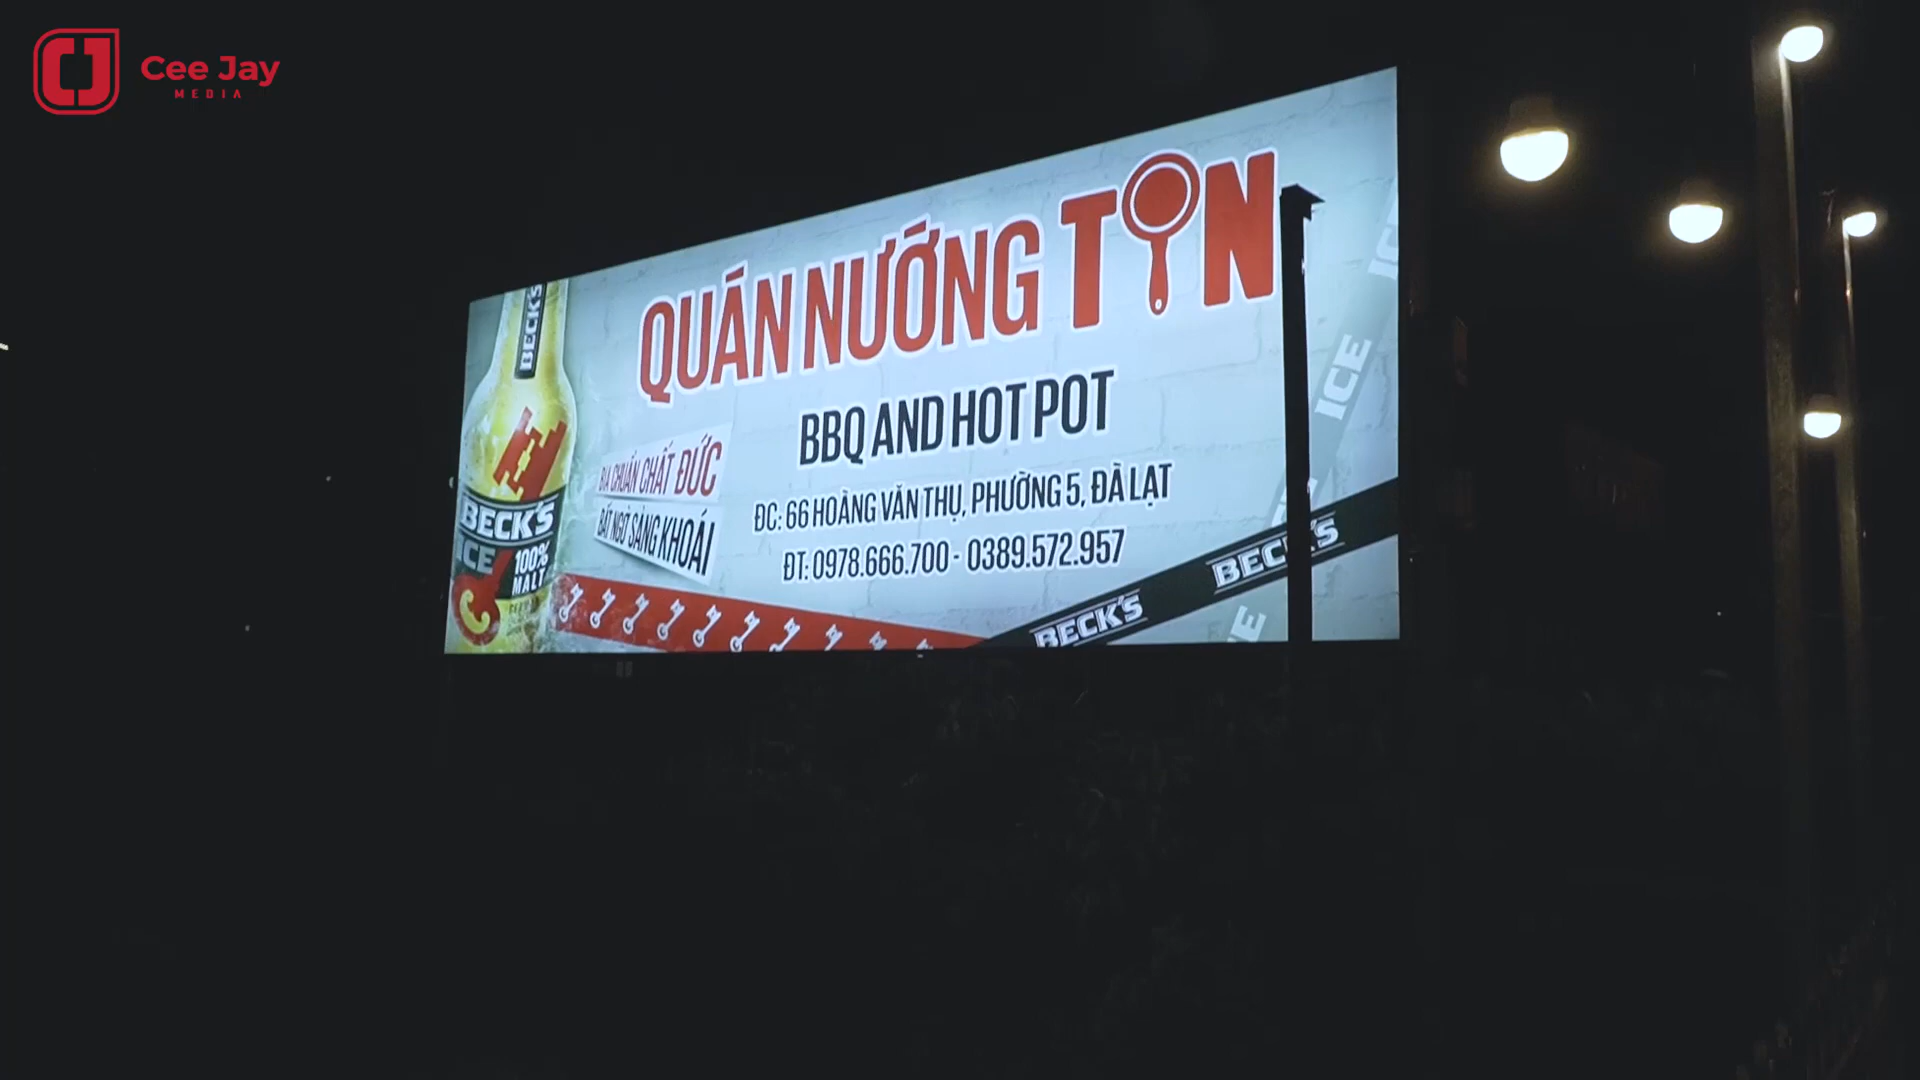 Cee Jay
MEDIA
QUÁN NƯỚNG TIN
BBQ AND HOT POT
BIA CHUẨN CHẤT ĐỨC
BẤT NGỜ SẢNG KHOÁI
ĐC: 66 HOÀNG VĂN THỤ, PHƯỜNG 5, ĐÀ LẠT
ĐT: 0978.666.700 - 0389.572.957
BECK'S
BECK'S
ICE
100%
MALT
BECK'S
BECK'S
ICE